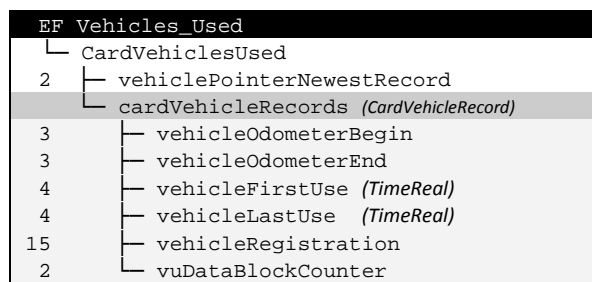 EF Vehicles_Used
└─ CardVehiclesUsed
2 ├─ vehiclePointerNewestRecord
└─ cardVehicleRecords (CardVehicleRecord)
3 ├─ vehicleOdometerBegin
3 ├─ vehicleOdometerEnd
4 ├─ vehicleFirstUse (TimeReal)
4 ├─ vehicleLastUse (TimeReal)
15 ├─ vehicleRegistration
2 └─ vuDataBlockCounter